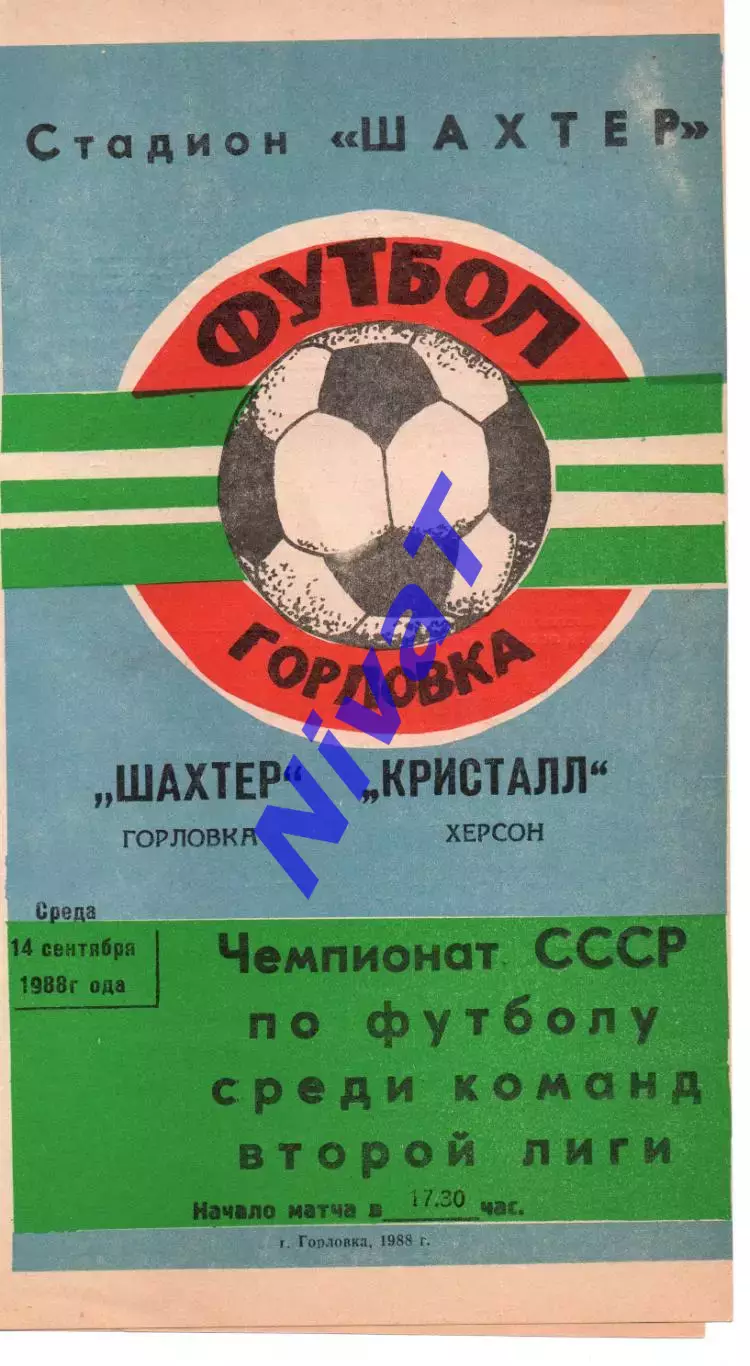 Стадион «ШАХТЕР»
ФУТБОЛ
ГОРЛОВКА
„ШАХТЕР“ „КРИСТАЛЛ“
ГОРЛОВКА ХЕРСОН
Среда
14 сентября
1988г ода
Чемпионат СССР
по футболу
среди команд
второй лиги
Начало матча в 17.30 час.
г. Горловка, 1988 г.
NivaT